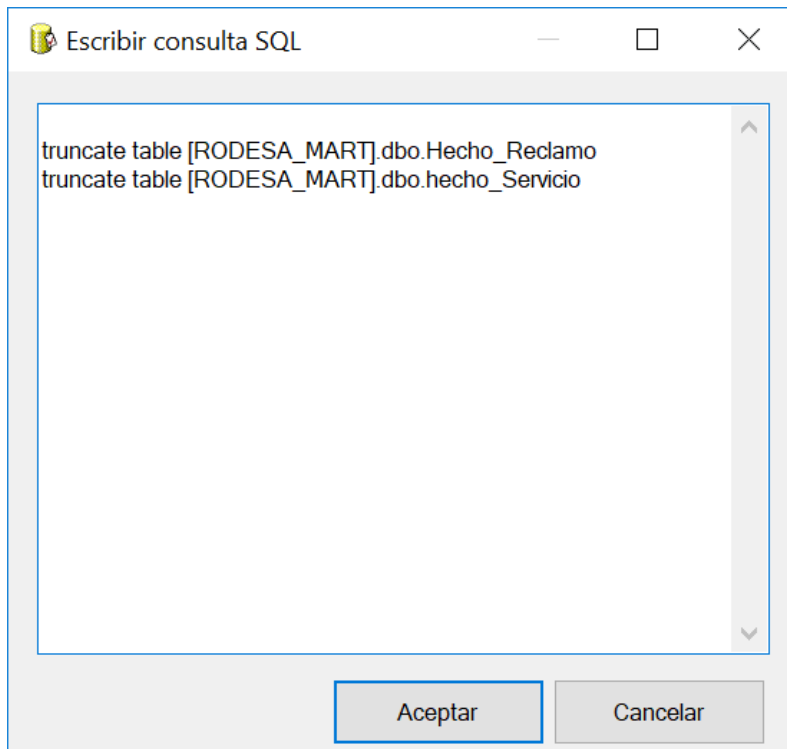 Escribir consulta SQL
truncate table [RODESA_MART].dbo.Hecho_Reclamo
truncate table [RODESA_MART].dbo.hecho_Servicio
Aceptar
Cancelar